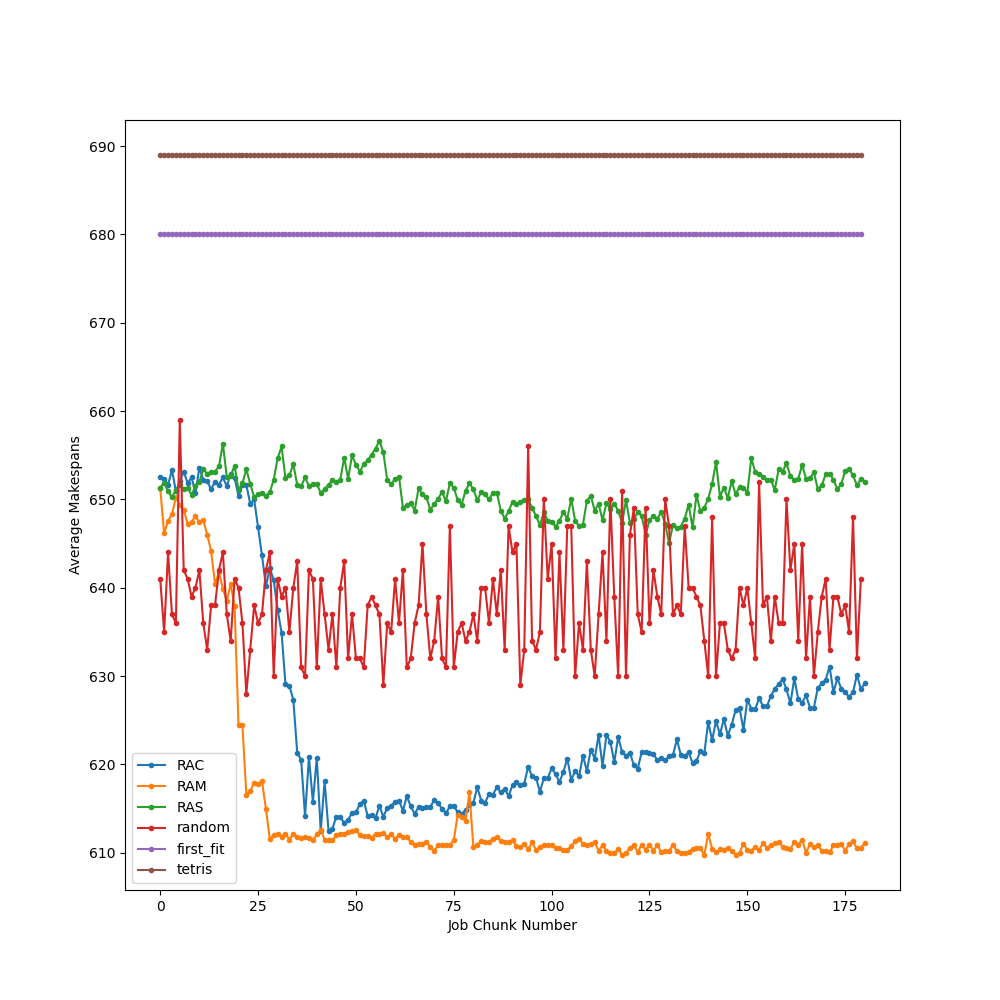 690
680
670
660
650
640
630
620
610
Average Makespans
RAC
RAM
RAS
random
first_fit
tetris
0 25 50 75 100 125 150 175
Job Chunk Number